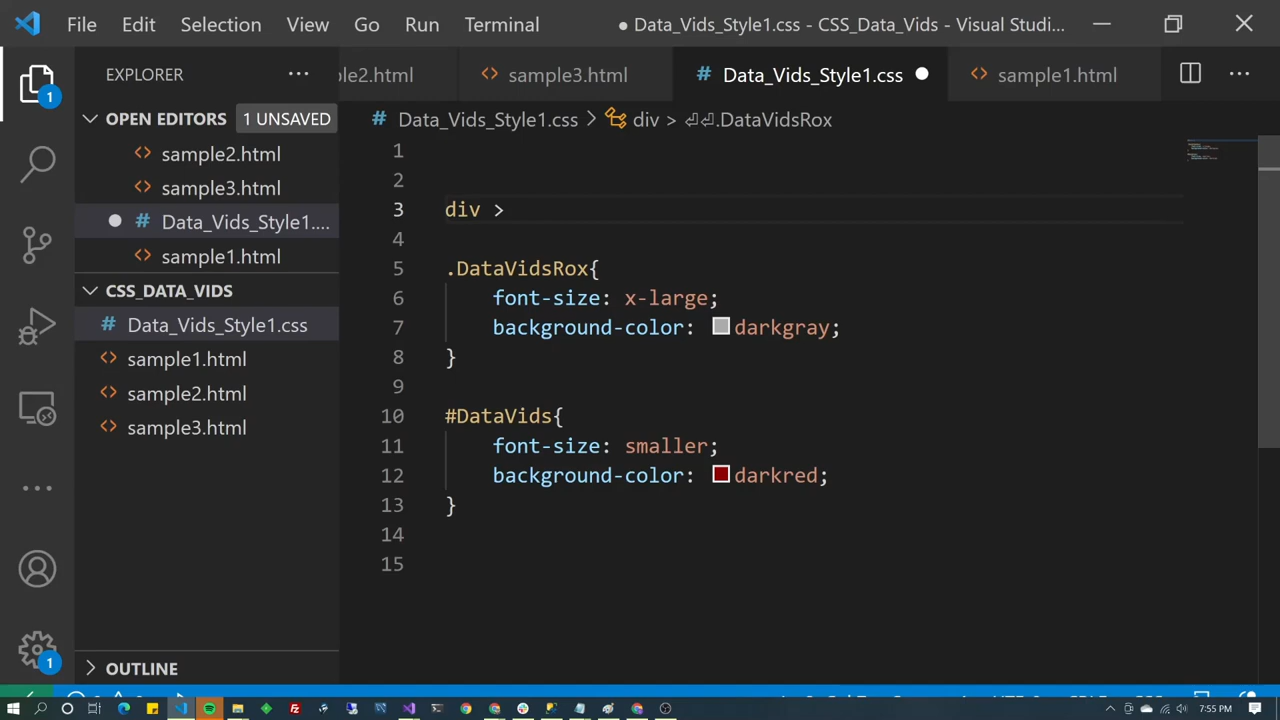 File Edit Selection View Go Run Terminal ● Data_Vids_Style1.css - CSS_Data_Vids - Visual Studi...
EXPLORER ...
le2.html sample3.html # Data_Vids_Style1.css ● sample1.html ...
OPEN EDITORS 1 UNSAVED
sample2.html
sample3.html
● # Data_Vids_Style1....
sample1.html
CSS_DATA_VIDS
# Data_Vids_Style1.css
sample1.html
sample2.html
sample3.html
OUTLINE
1
1
# Data_Vids_Style1.css > div > ⏎⏎.DataVidsRox
1
2
3 div >
4
5 .DataVidsRox{
6 font-size: x-large;
7 background-color: darkgray;
8 }
9
10 #DataVids{
11 font-size: smaller;
12 background-color: darkred;
13 }
14
15
7:55 PM